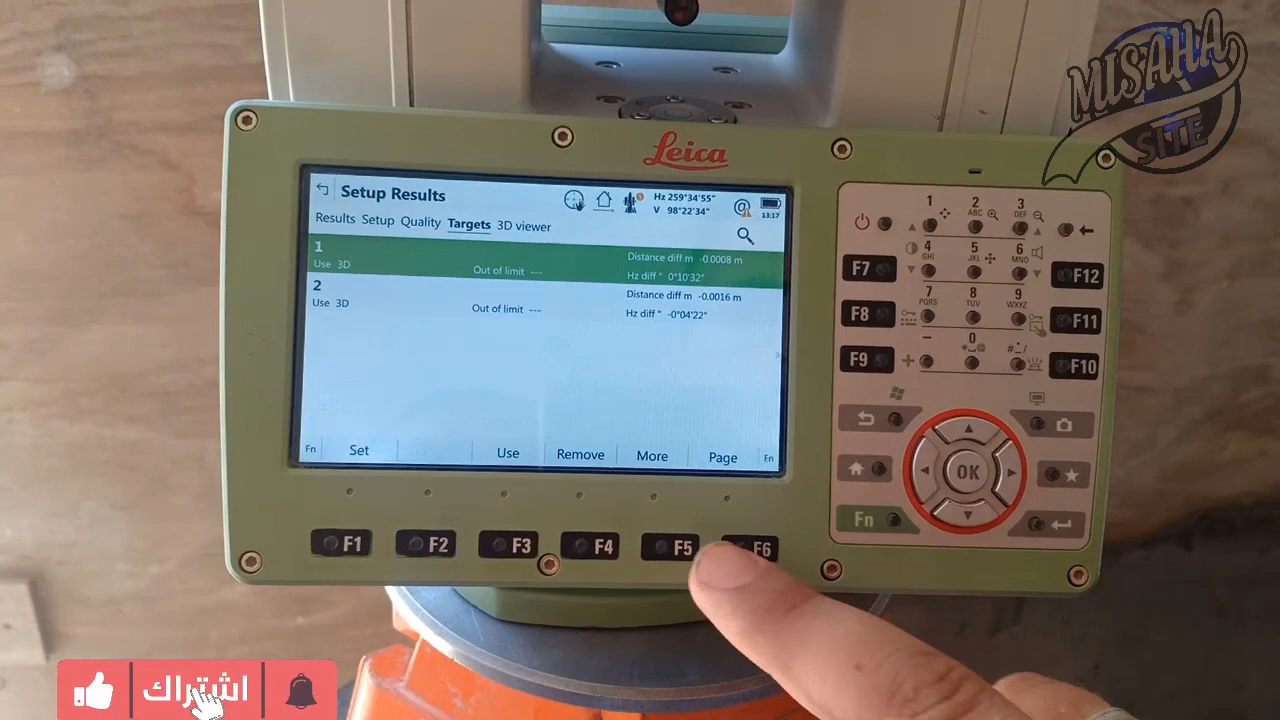 MISAHA
SITE
Leica
Setup Results
Hz 259°34'55"
V 98°22'34"
13:17
Results Setup Quality Targets 3D viewer
1
Distance diff m -0.0008 m
Use 3D
Out of limit ---
Hz diff " 0°10'32"
2
Distance diff m -0.0016 m
Use 3D
Out of limit ---
Hz diff " -0°04'22"
Fn Set Use Remove More Page Fn
F1 F2 F3 F4 F5 F6
1 2 ABC 3 DEF
F7 4 GHI 5 JKL 6 MNO F12
F8 7 PQRS 8 TUV 9 WXYZ F11
F9 0 F10
OK
Fn
اشتراك